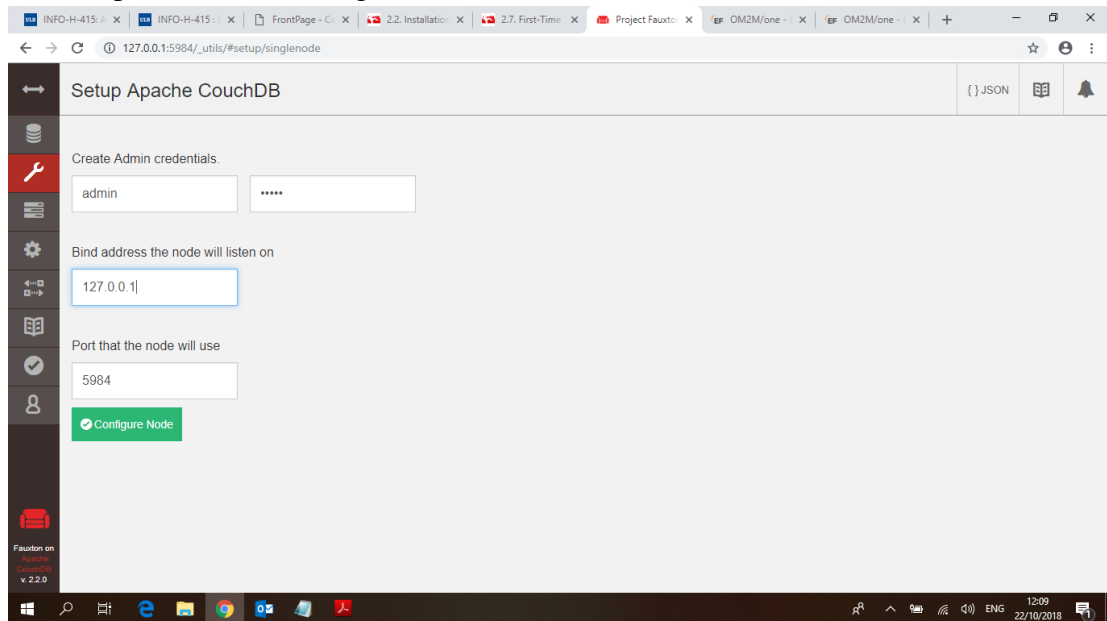 INFO-H-415: A
INFO-H-415 : E
FrontPage - Co
2.2. Installation
2.7. First-Time
Project Fauxton
OM2M/one - E
OM2M/one - E
127.0.0.1:5984/_utils/#setup/singlenode
Setup Apache CouchDB
{ } JSON
Create Admin credentials.
admin
•••••
Bind address the node will listen on
127.0.0.1
Port that the node will use
5984
Configure Node
Fauxton on
Apache
CouchDB
v. 2.2.0
ENG
12:09
22/10/2018